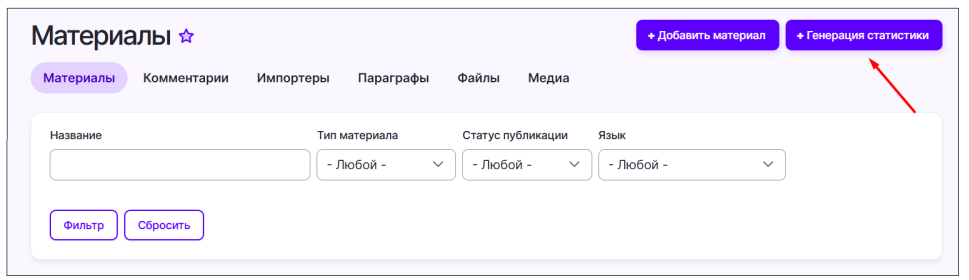 Материалы
+ Добавить материал
+ Генерация статистики
Материалы Комментарии Импортеры Параграфы Файлы Медиа
Название Тип материала Статус публикации Язык
- Любой - - Любой - - Любой -
Фильтр Сбросить